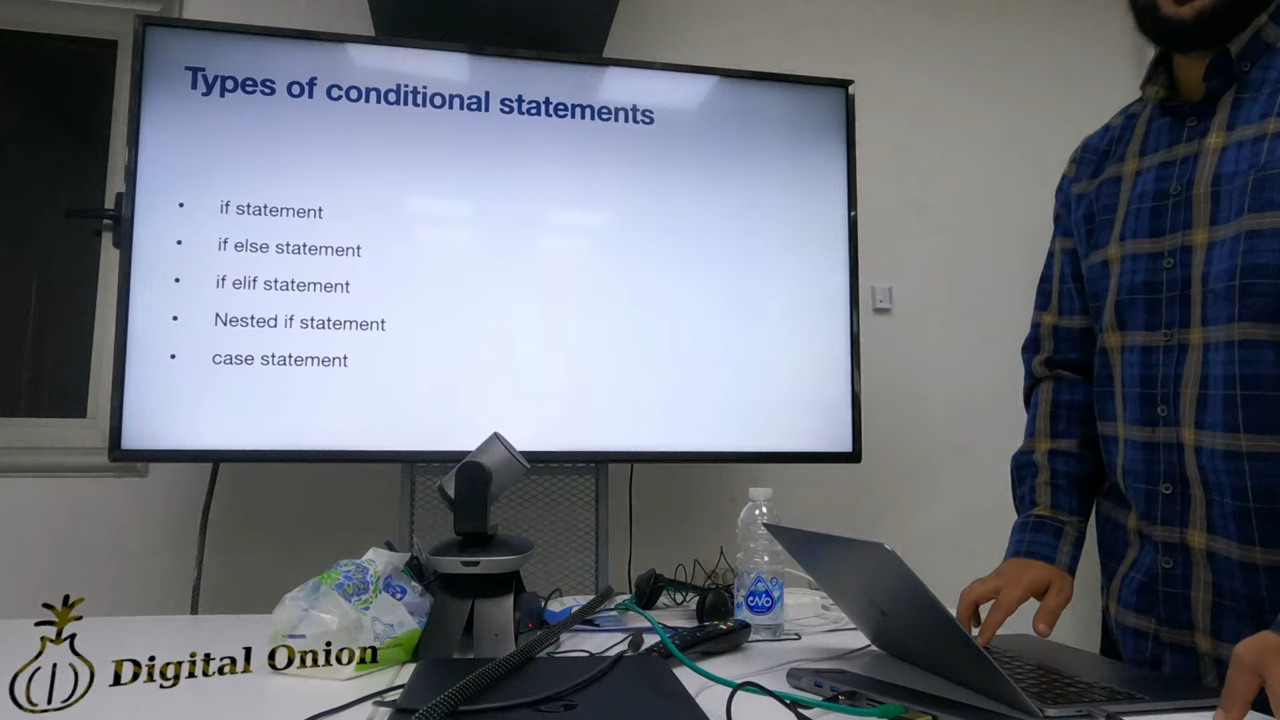 Types of conditional statements
• if statement
• if else statement
• if elif statement
• Nested if statement
• case statement
Digital Onion